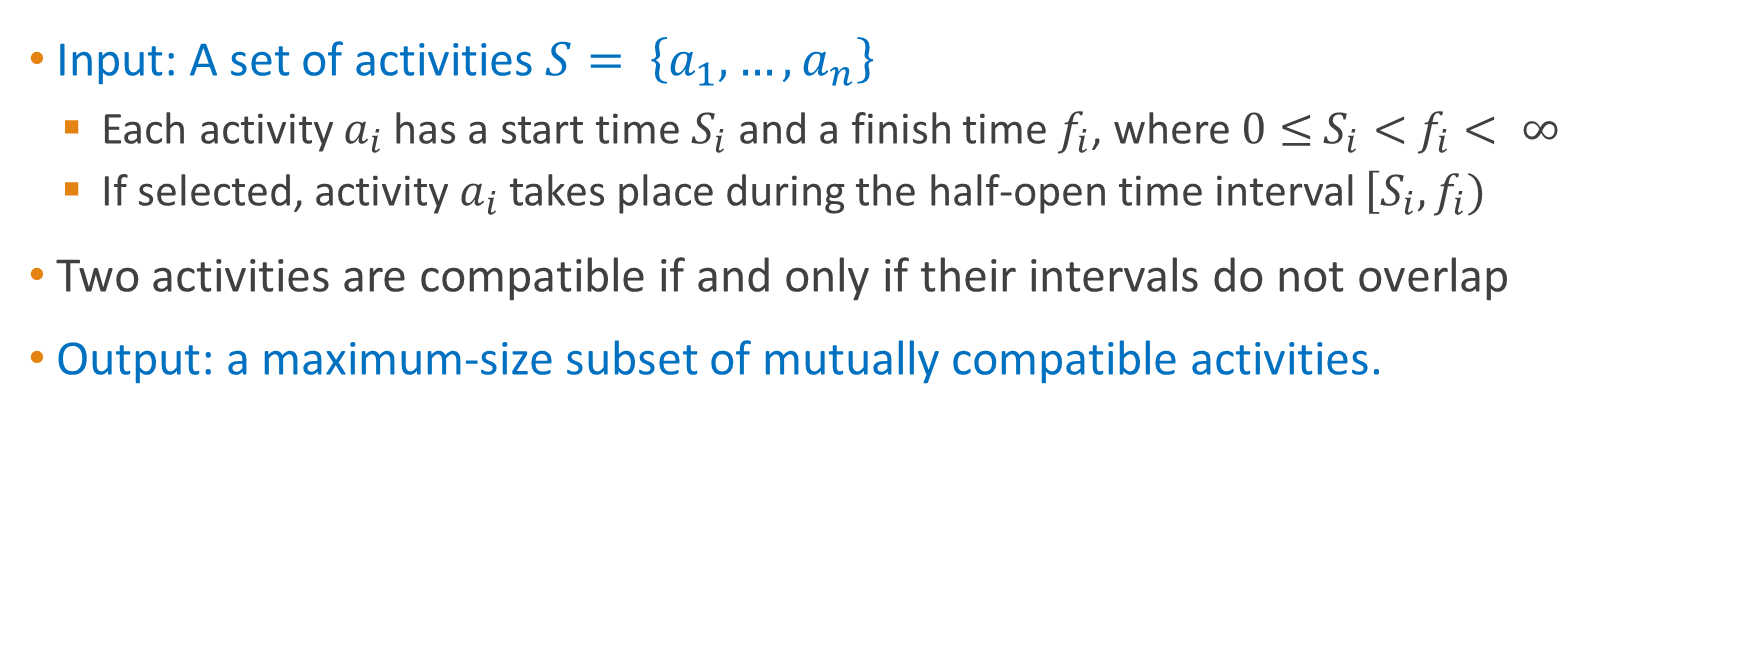 • Input: A set of activities 𝑆 = {𝑎₁, … , 𝑎ₙ}
▪ Each activity 𝑎ᵢ has a start time 𝑆ᵢ and a finish time 𝑓ᵢ, where 0 ≤ 𝑆ᵢ < 𝑓ᵢ < ∞
▪ If selected, activity 𝑎ᵢ takes place during the half-open time interval [𝑆ᵢ, 𝑓ᵢ)
• Two activities are compatible if and only if their intervals do not overlap
• Output: a maximum-size subset of mutually compatible activities.